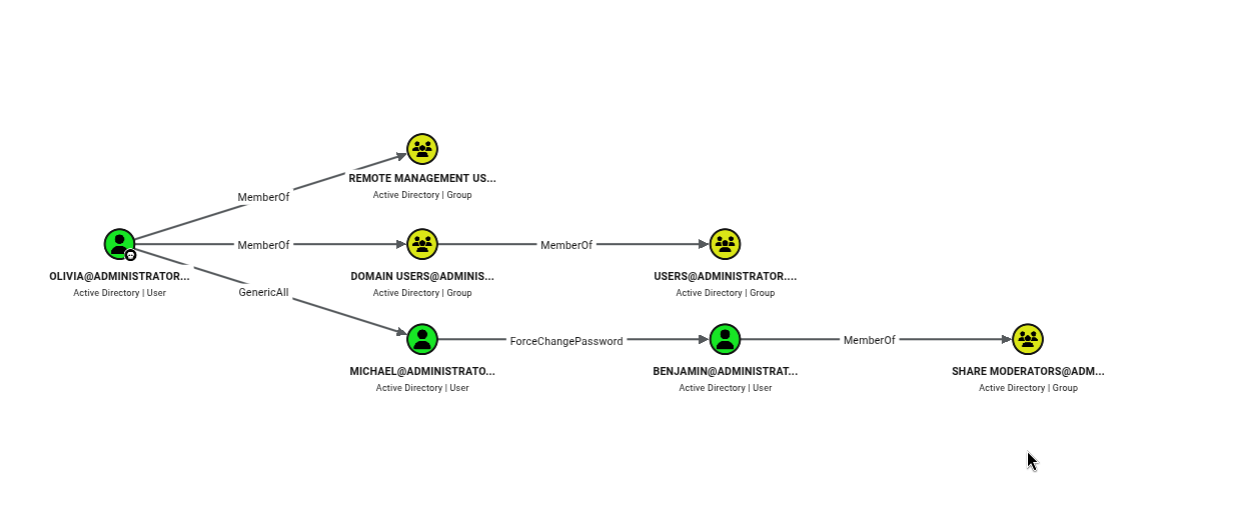 REMOTE MANAGEMENT US...
Active Directory | Group
MemberOf
MemberOf
MemberOf
OLIVIA@ADMINISTRATOR...
Active Directory | User
DOMAIN USERS@ADMINIS...
Active Directory | Group
USERS@ADMINISTRATOR....
Active Directory | Group
GenericAll
ForceChangePassword
MemberOf
MICHAEL@ADMINISTRATO...
Active Directory | User
BENJAMIN@ADMINISTRAT...
Active Directory | User
SHARE MODERATORS@ADM...
Active Directory | Group